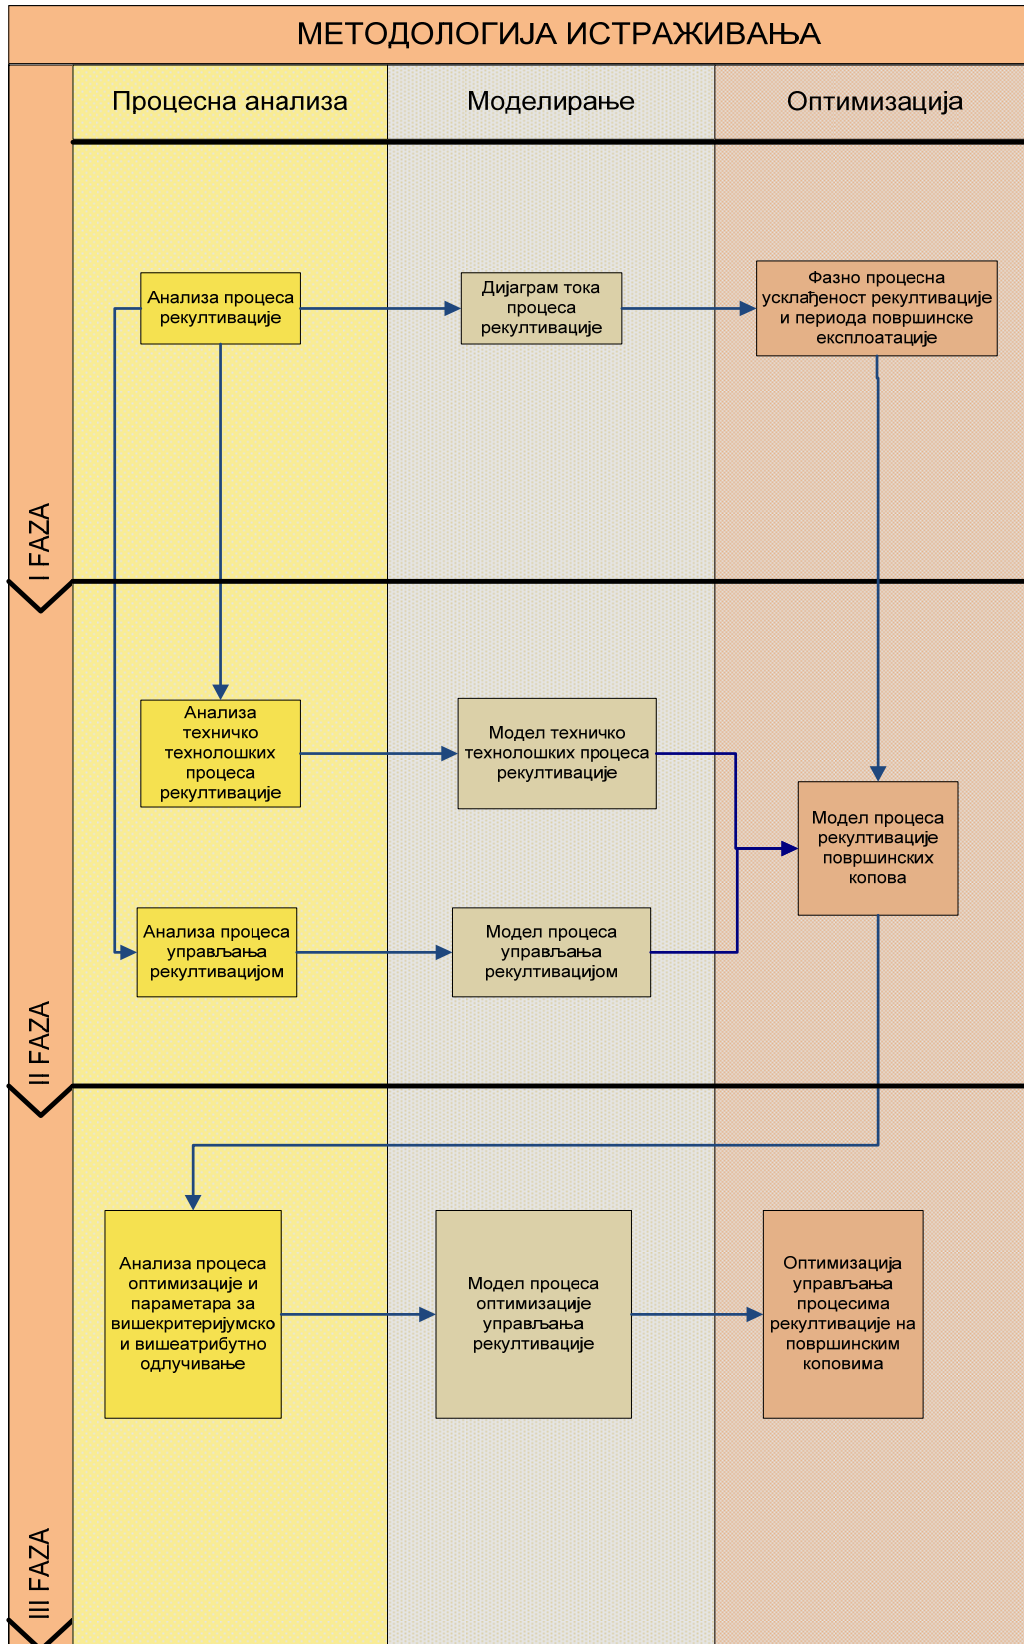 МЕТОДОЛОГИЈА ИСТРАЖИВАЊА
Процесна анализа
Моделирање
Оптимизација
I FAZA
Анализа процеса
рекултивације
Дијаграм тока
процеса
рекултивације
Фазно процесна
усклађеност рекултивације
и периода површинске
експлоатације
II FAZA
Анализа
техничко
технолошких
процеса
рекултивације
Модел техничко
технолошких процеса
рекултивације
Модел процеса
рекултивације
површинских
копова
Анализа процеса
управљања
рекултивацијом
Модел процеса
управљања
рекултивацијом
III FAZA
Анализа процеса
оптимизације и
параметара за
вишекритеријумско
и вишеатрибутно
одлучивање
Модел процеса
оптимизације
управљања
рекултивације
Оптимизација
управљања
процесима
рекултивације на
површинским
коповима